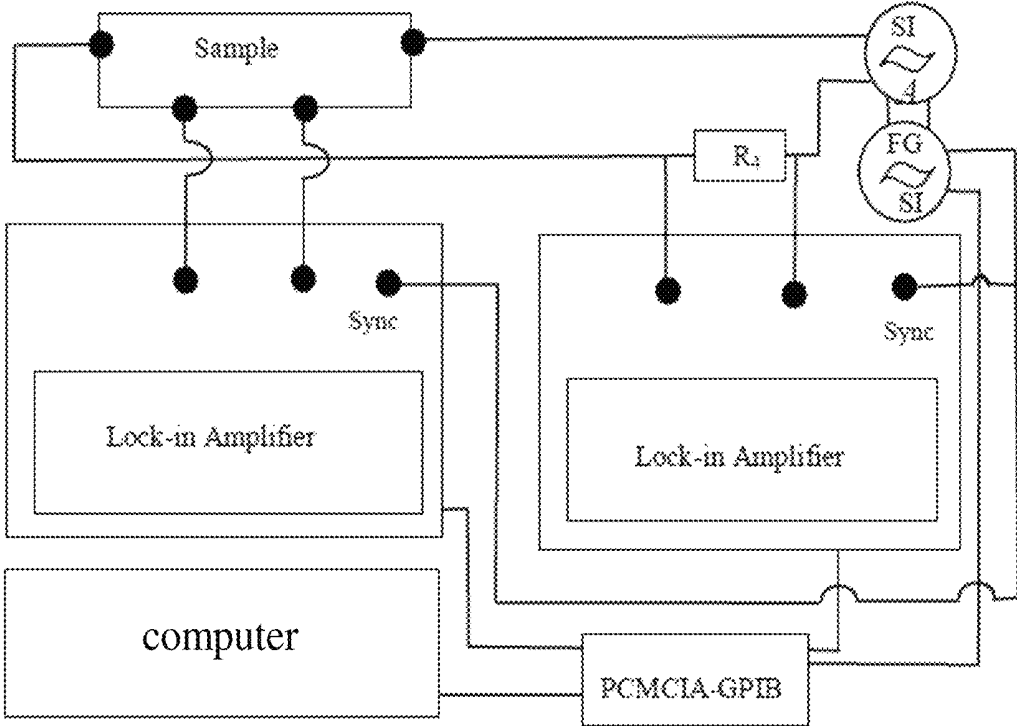 Sample
SI
A
FG
SI
Sync
Sync
Lock-in Amplifier
Lock-in Amplifier
computer
PCMCIA-GPIB